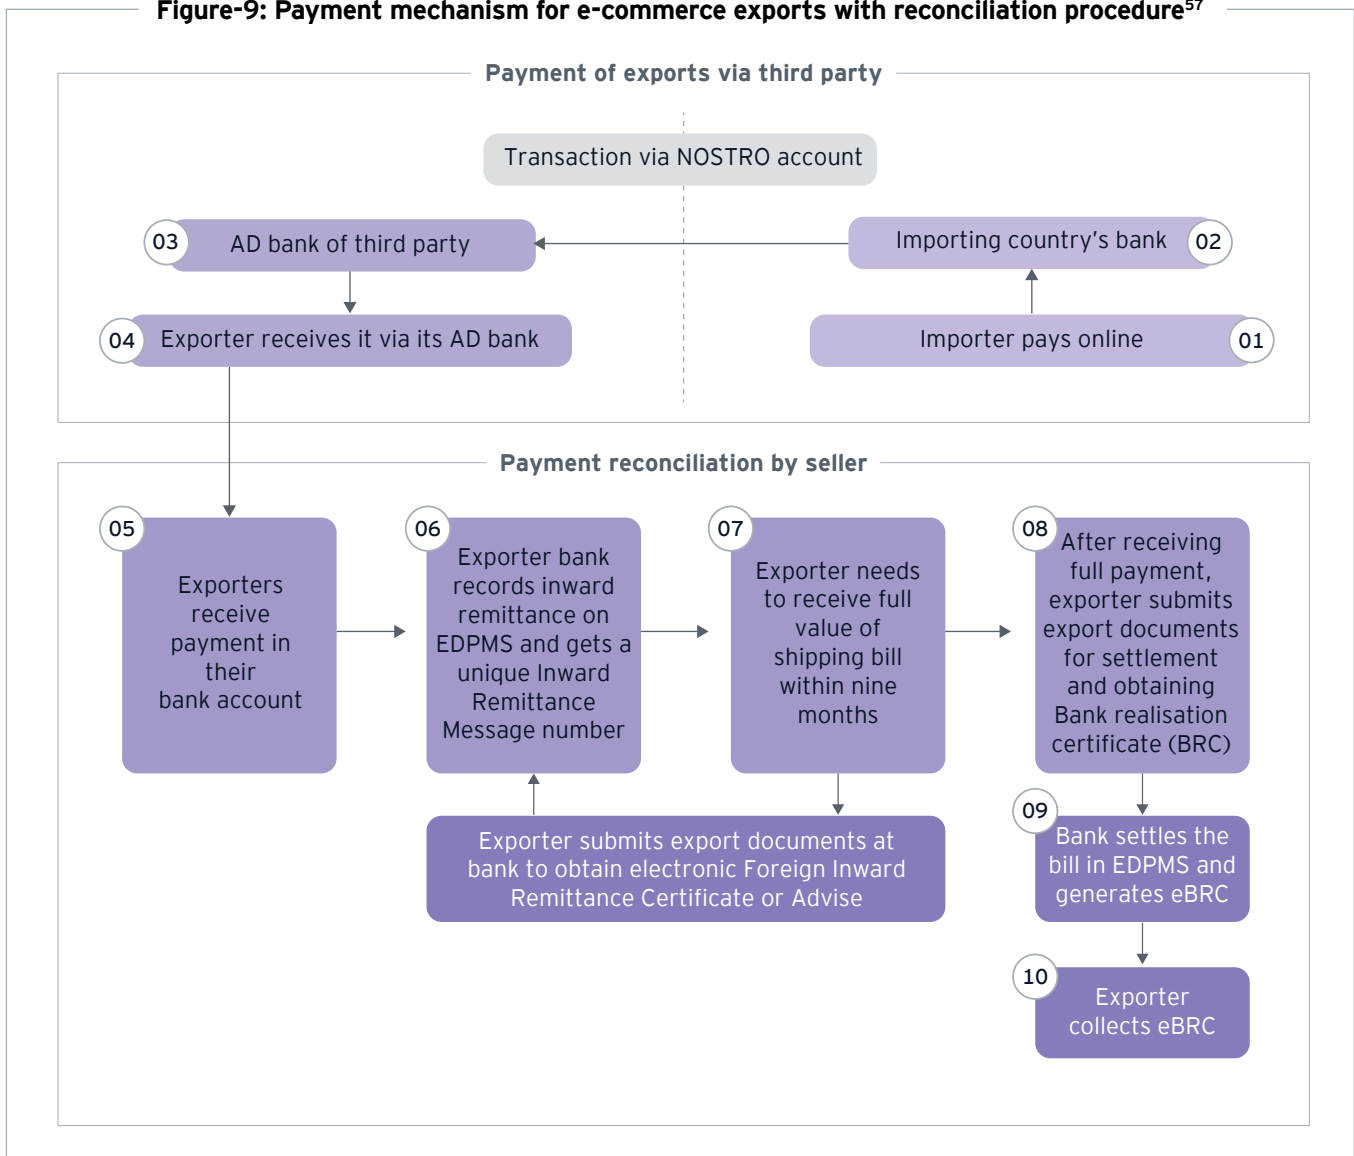 Figure-9: Payment mechanism for e-commerce exports with reconciliation procedure57
Payment of exports via third party
Transaction via NOSTRO account
03
AD bank of third party
Importing country's bank
02
04
Exporter receives it via its AD bank
Importer pays online
01
Payment reconciliation by seller
05
Exporters
receive
payment in
their
bank account
06
Exporter bank
records inward
remittance on
EDPMS and gets a
unique Inward
Remittance
Message number
07
Exporter needs
to receive full
value of
shipping bill
within nine
months
08
After receiving
full payment,
exporter submits
export documents
for settlement
and obtaining
Bank realisation
certificate (BRC)
Exporter submits export documents at
bank to obtain electronic Foreign Inward
Remittance Certificate or Advise
09
Bank settles the
bill in EDPMS and
generates eBRC
10
Exporter
collects eBRC